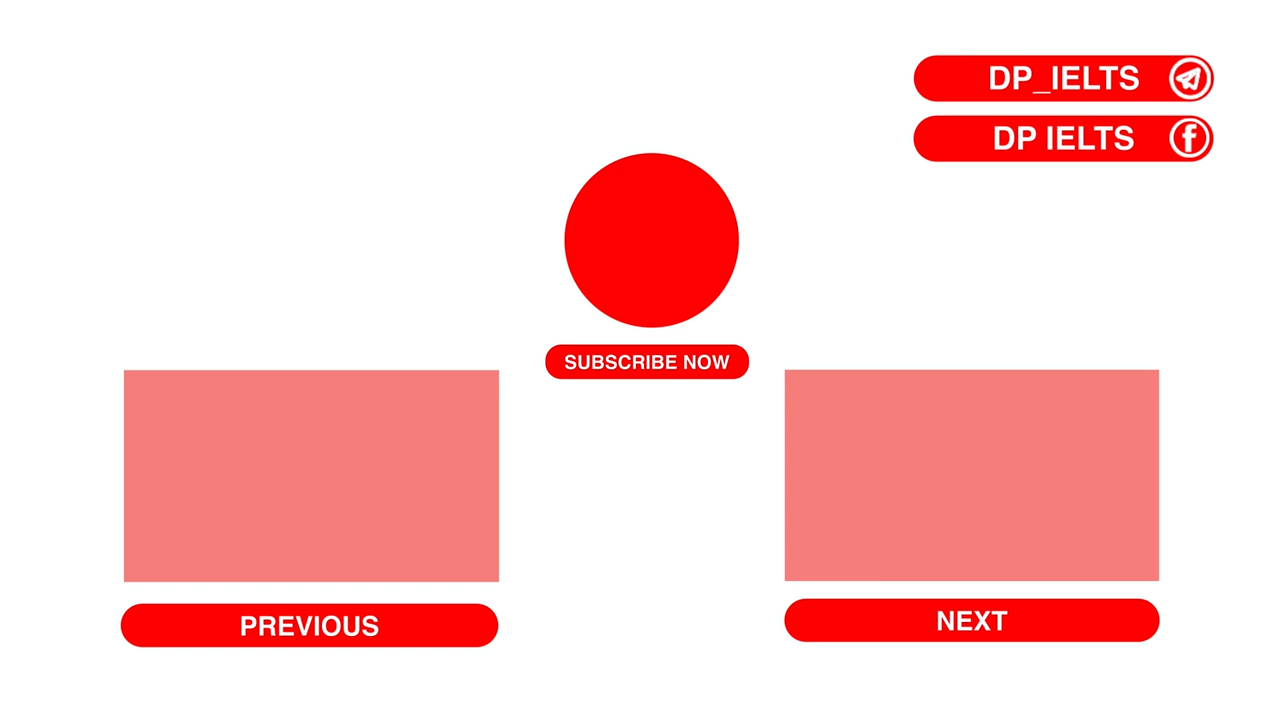 DP_IELTS
DP IELTS
SUBSCRIBE NOW
PREVIOUS
NEXT